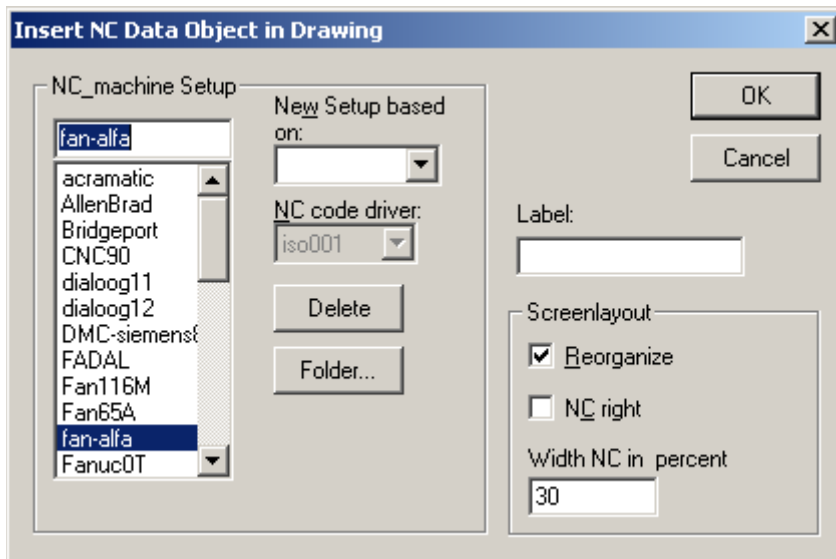 Insert NC Data Object in Drawing
NC_machine Setup
fan-alfa
acramatic
AllenBrad
Bridgeport
CNC90
dialoog11
dialoog12
DMC-siemens
FADAL
Fan116M
Fan65A
fan-alfa
Fanuc0T
New Setup based
on:
NC code driver:
iso001
Delete
Folder...
OK
Cancel
Label:
Screenlayout
Reorganize
NC right
Width NC in percent
30